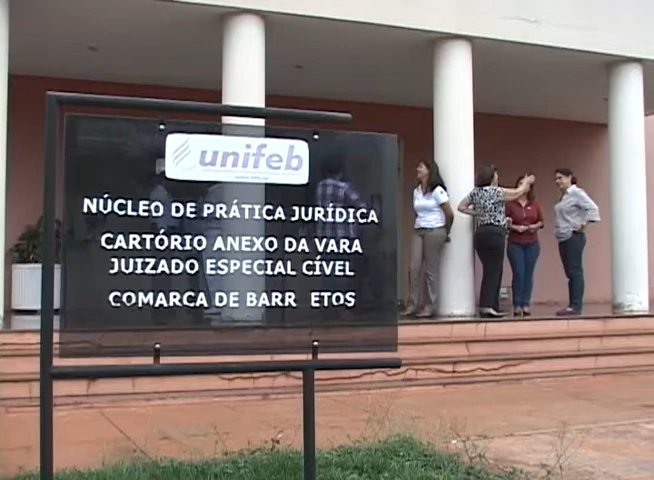 unifeb
NÚCLEO DE PRÁTICA JURÍDICA
CARTÓRIO ANEXO DA VARA
JUIZADO ESPECIAL CÍVEL
COMARCA DE BARR ETOS